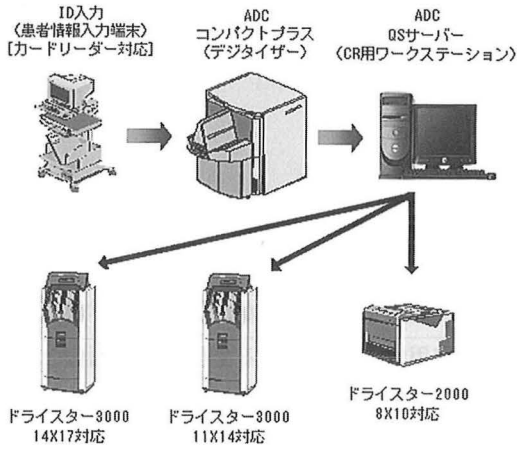 ID入力
〈患者情報入力端末〉
[カードリーダー対応]
ADC
コンパクトプラス
〈デジタイザー〉
ADC
QSサーバー
〈CR用ワークステーション〉
ドライスター3000
14X17対応
ドライスター3000
11X14対応
ドライスター2000
8X10対応